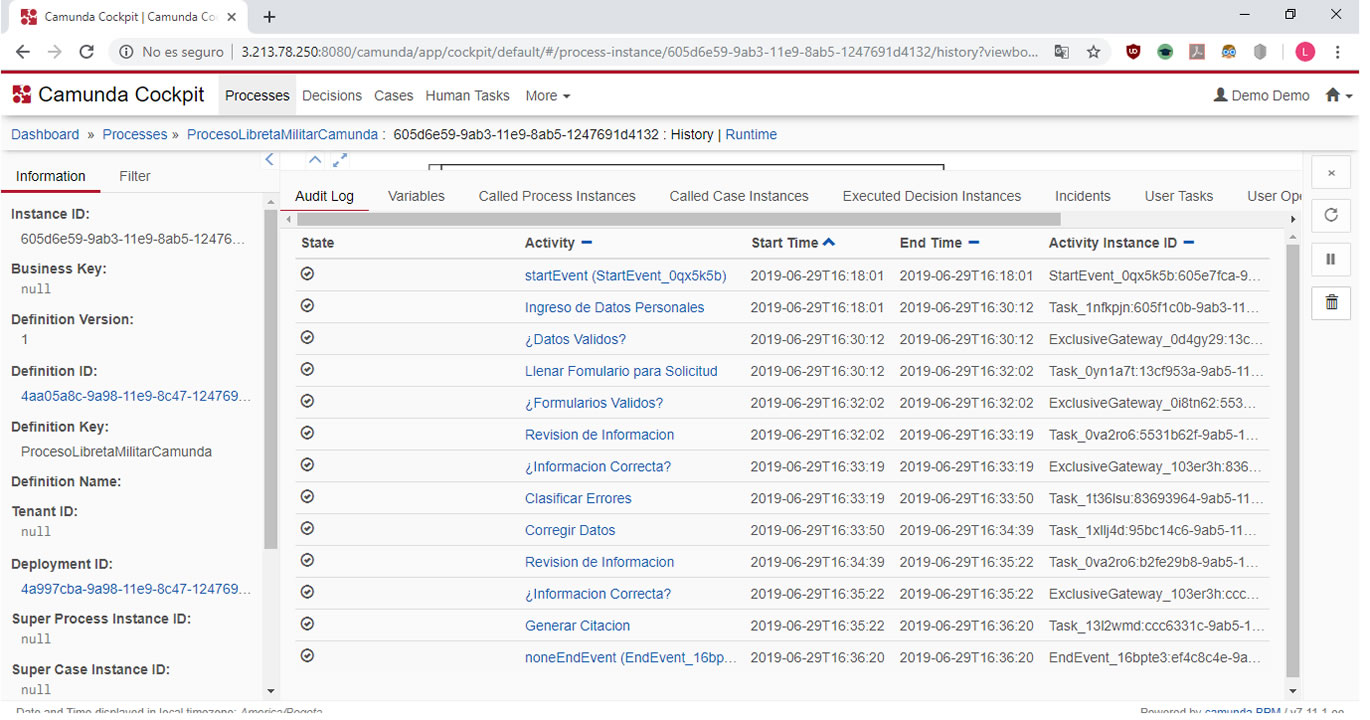 Camunda Cockpit | Camunda Co
No es seguro | 3.213.78.250:8080/camunda/app/cockpit/default/#/process-instance/605d6e59-9ab3-11e9-8ab5-1247691d4132/history?viewbo... L
Camunda Cockpit Processes Decisions Cases Human Tasks More Demo Demo
Dashboard » Processes » ProcesoLibretaMilitarCamunda : 605d6e59-9ab3-11e9-8ab5-1247691d4132 : History | Runtime
Information Filter
Instance ID:
605d6e59-9ab3-11e9-8ab5-12476...
Business Key:
null
Definition Version:
1
Definition ID:
4aa05a8c-9a98-11e9-8c47-124769...
Definition Key:
ProcesoLibretaMilitarCamunda
Definition Name:
Tenant ID:
null
Deployment ID:
4a997cba-9a98-11e9-8c47-124769...
Super Process Instance ID:
null
Super Case Instance ID:
null
Audit Log Variables Called Process Instances Called Case Instances Executed Decision Instances Incidents User Tasks User Ope
State Activity Start Time End Time Activity Instance ID
startEvent (StartEvent_0qx5k5b) 2019-06-29T16:18:01 2019-06-29T16:18:01 StartEvent_0qx5k5b:605e7fca-9...
Ingreso de Datos Personales 2019-06-29T16:18:01 2019-06-29T16:30:12 Task_1nfkpjn:605f1c0b-9ab3-11...
¿Datos Validos? 2019-06-29T16:30:12 2019-06-29T16:30:12 ExclusiveGateway_0d4gy29:13c...
Llenar Fomulario para Solicitud 2019-06-29T16:30:12 2019-06-29T16:32:02 Task_0yn1a7t:13cf953a-9ab5-11...
¿Formularios Validos? 2019-06-29T16:32:02 2019-06-29T16:32:02 ExclusiveGateway_0i8tn62:553...
Revision de Informacion 2019-06-29T16:32:02 2019-06-29T16:33:19 Task_0va2ro6:5531b62f-9ab5-1...
¿Informacion Correcta? 2019-06-29T16:33:19 2019-06-29T16:33:19 ExclusiveGateway_103er3h:836...
Clasificar Errores 2019-06-29T16:33:19 2019-06-29T16:33:50 Task_1t36lsu:83693964-9ab5-11...
Corregir Datos 2019-06-29T16:33:50 2019-06-29T16:34:39 Task_1xllj4d:95bc14c6-9ab5-11...
Revision de Informacion 2019-06-29T16:34:39 2019-06-29T16:35:22 Task_0va2ro6:b2fe29b8-9ab5-1...
¿Informacion Correcta? 2019-06-29T16:35:22 2019-06-29T16:35:22 ExclusiveGateway_103er3h:ccc...
Generar Citacion 2019-06-29T16:35:22 2019-06-29T16:36:20 Task_13l2wmd:ccc6331c-9ab5-1...
noneEndEvent (EndEvent_16bp... 2019-06-29T16:36:20 2019-06-29T16:36:20 EndEvent_16bpte3:ef4c8c4e-9a...
Date and Time displayed in local timezone: America/Bogota Powered by camunda BPM / v7.11.1-ee